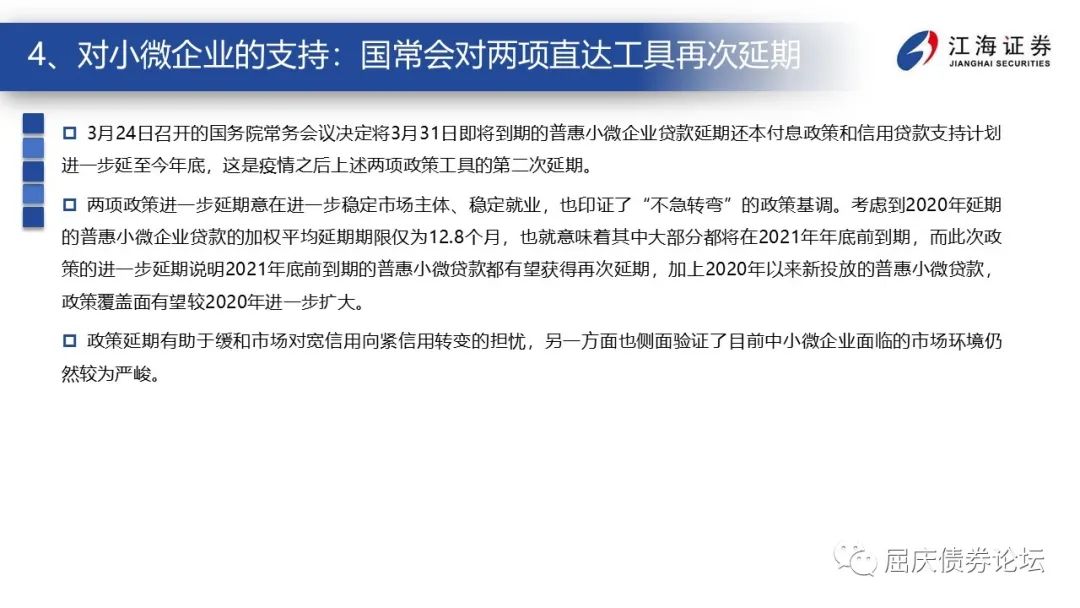 4、对小微企业的支持：国常会对两项直达工具再次延期
江海证券
JIANGHAI SECURITIES
3月24日召开的国务院常务会议决定将3月31日即将到期的普惠小微企业贷款延期还本付息政策和信用贷款支持计划
进一步延至今年底，这是疫情之后上述两项政策工具的第二次延期。
两项政策进一步延期意在进一步稳定市场主体、稳定就业，也印证了“不急转弯”的政策基调。考虑到2020年延期
的普惠小微企业贷款的加权平均延期期限仅为12.8个月，也就意味着其中大部分都将在2021年年底前到期，而此次政
策的进一步延期说明2021年底前到期的普惠小微贷款都有望获得再次延期，加上2020年以来新投放的普惠小微贷款，
政策覆盖面有望较2020年进一步扩大。
政策延期有助于缓和市场对宽信用向紧信用转变的担忧，另一方面也侧面验证了目前中小微企业面临的市场环境仍
然较为严峻。
屈庆债券论坛